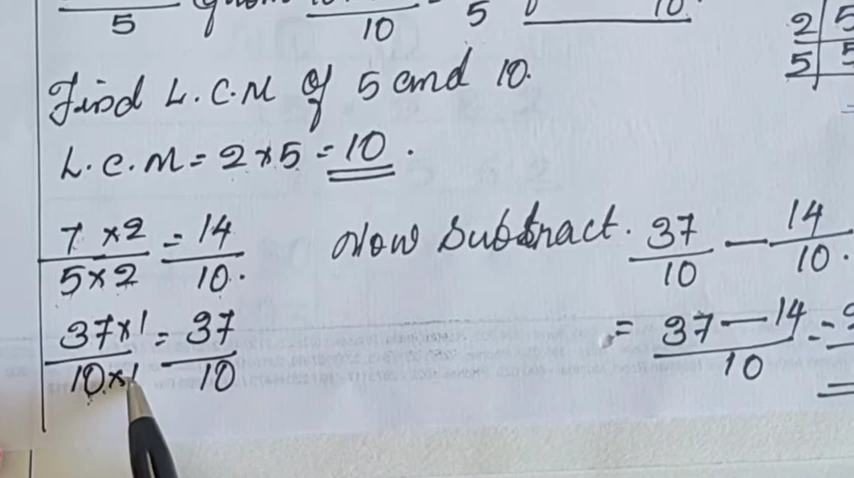 5 from 10 5 10
2 5
5 5
Find L.C.M of 5 and 10.
L.C.M = 2×5 = 10.
7×2/5×2 = 14/10. Now Subtract. 37/10 — 14/10.
37×1/10×1 = 37/10 = 37—14/10 =